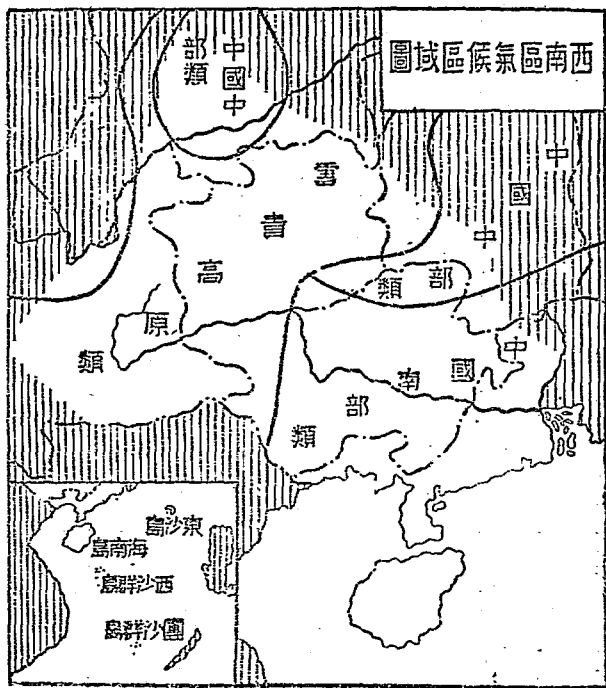 西南區氣候區域圖
中國中
部類
中國中部類
雲貴高原類
中國南部類
東沙島
海南島
西沙群島
團沙群島